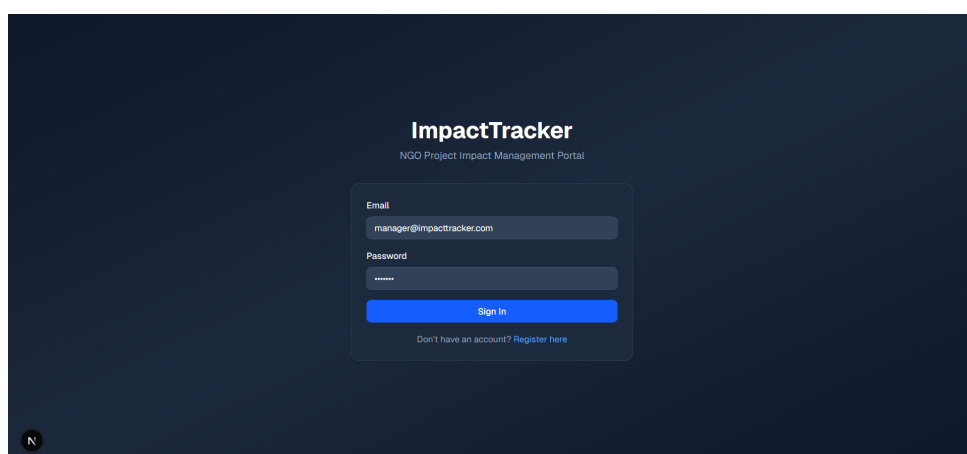 ImpactTracker
NGO Project Impact Management Portal
Email
manager@impacttracker.com
Password
•••••••
Sign In
Don't have an account? Register here
N